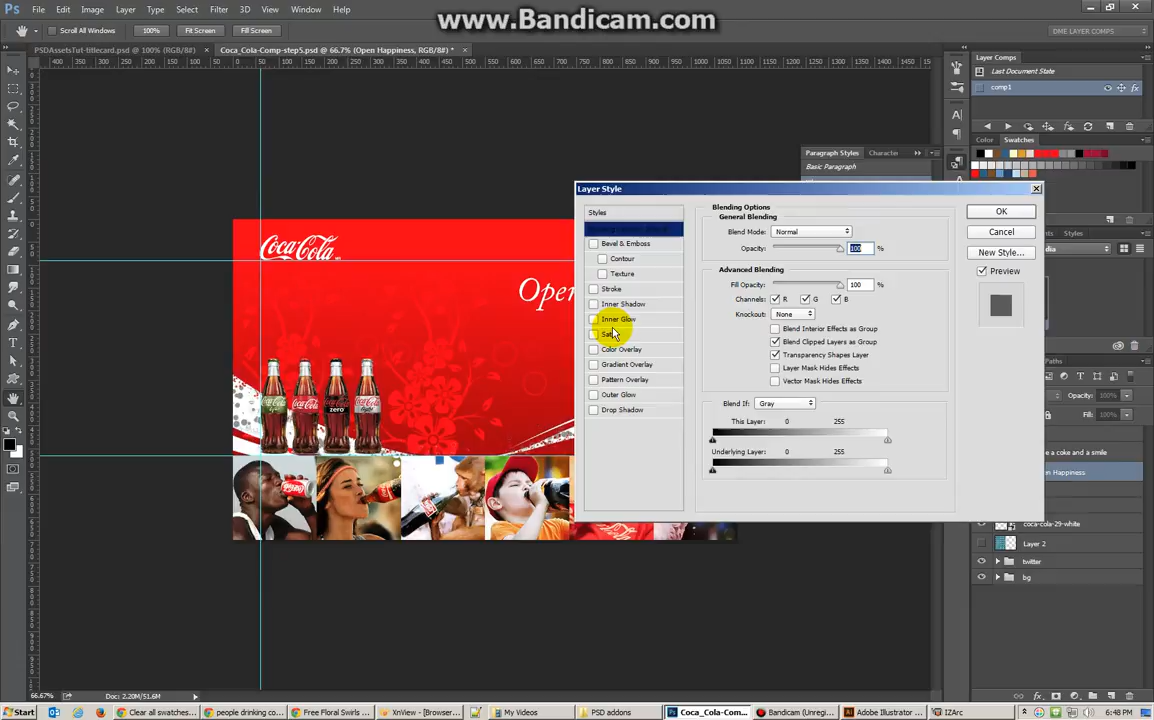 www.Bandicam.com
Ps File Edit Image Layer Type Select Filter 3D View Window Help
Scroll All Windows 100% Fit Screen Fill Screen DME LAYER COMPS
PSDAssetsTut-titlecard.psd @ 100% (RGB/8#) × Coca_Cola-Comp-step5.psd @ 66.7% (Open Happiness, RGB/8#) * ×
Layer Comps
Last Document State
comp1
Color Swatches
Paragraph Styles Character
Basic Paragraph
Layer Style
Styles
Bevel & Emboss
Contour
Texture
Stroke
Inner Shadow
Inner Glow
Color Overlay
Gradient Overlay
Pattern Overlay
Outer Glow
Drop Shadow
Blending Options
General Blending
Blend Mode: Normal
Opacity: 100 %
Advanced Blending
Fill Opacity: 100 %
Channels: R G B
Knockout: None
Blend Interior Effects as Group
Blend Clipped Layers as Group
Transparency Shapes Layer
Layer Mask Hides Effects
Vector Mask Hides Effects
Blend If: Gray
This Layer: 0 255
Underlying Layer: 0 255
OK
Cancel
New Style...
Preview
Coca-Cola
Open
zero
light
Styles
Paths
Opacity: 100%
Fill: 100%
a coke and a smile
Happiness
coca-cola-29-white
Layer 2
twitter
bg
66.67% Doc: 2.20M/51.6M
Start Clear all swatches... people drinking co... Free Floral Swirls ... XnView - [Browser... My Videos PSD addons Coca_Cola-Com... Bandicam (Unregi... Adobe Illustrator ... IZArc 6:48 PM